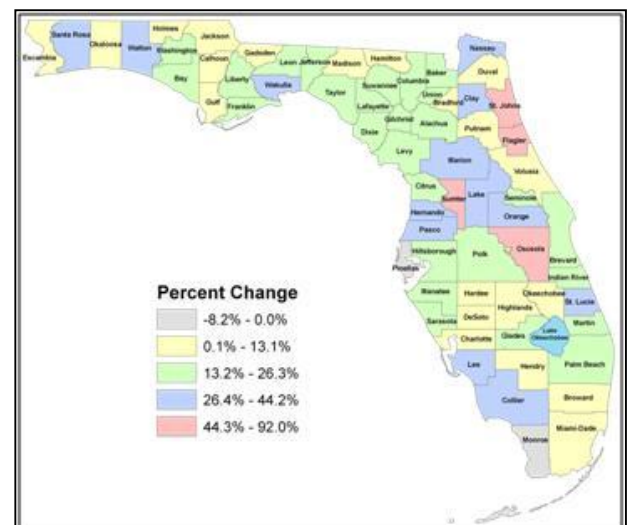 Santa Rosa
Holmes
Jackson
Escambia
Okaloosa
Walton
Washington
Bay
Calhoun
Gulf
Gadsden
Liberty
Franklin
Leon
Wakulla
Jefferson
Madison
Taylor
Hamilton
Suwannee
Lafayette
Dixie
Columbia
Gilchrist
Levy
Baker
Union
Bradford
Alachua
Nassau
Duval
Clay
St. Johns
Putnam
Flagler
Marion
Volusia
Citrus
Sumter
Lake
Seminole
Hernando
Orange
Pasco
Pinellas
Hillsborough
Polk
Osceola
Brevard
Indian River
Manatee
Hardee
Highlands
Okeechobee
St. Lucie
Sarasota
DeSoto
Martin
Charlotte
Glades
Lake
Okeechobee
Lee
Hendry
Palm Beach
Collier
Broward
Monroe
Miami-Dade
Percent Change
-8.2% - 0.0%
0.1% - 13.1%
13.2% - 26.3%
26.4% - 44.2%
44.3% - 92.0%